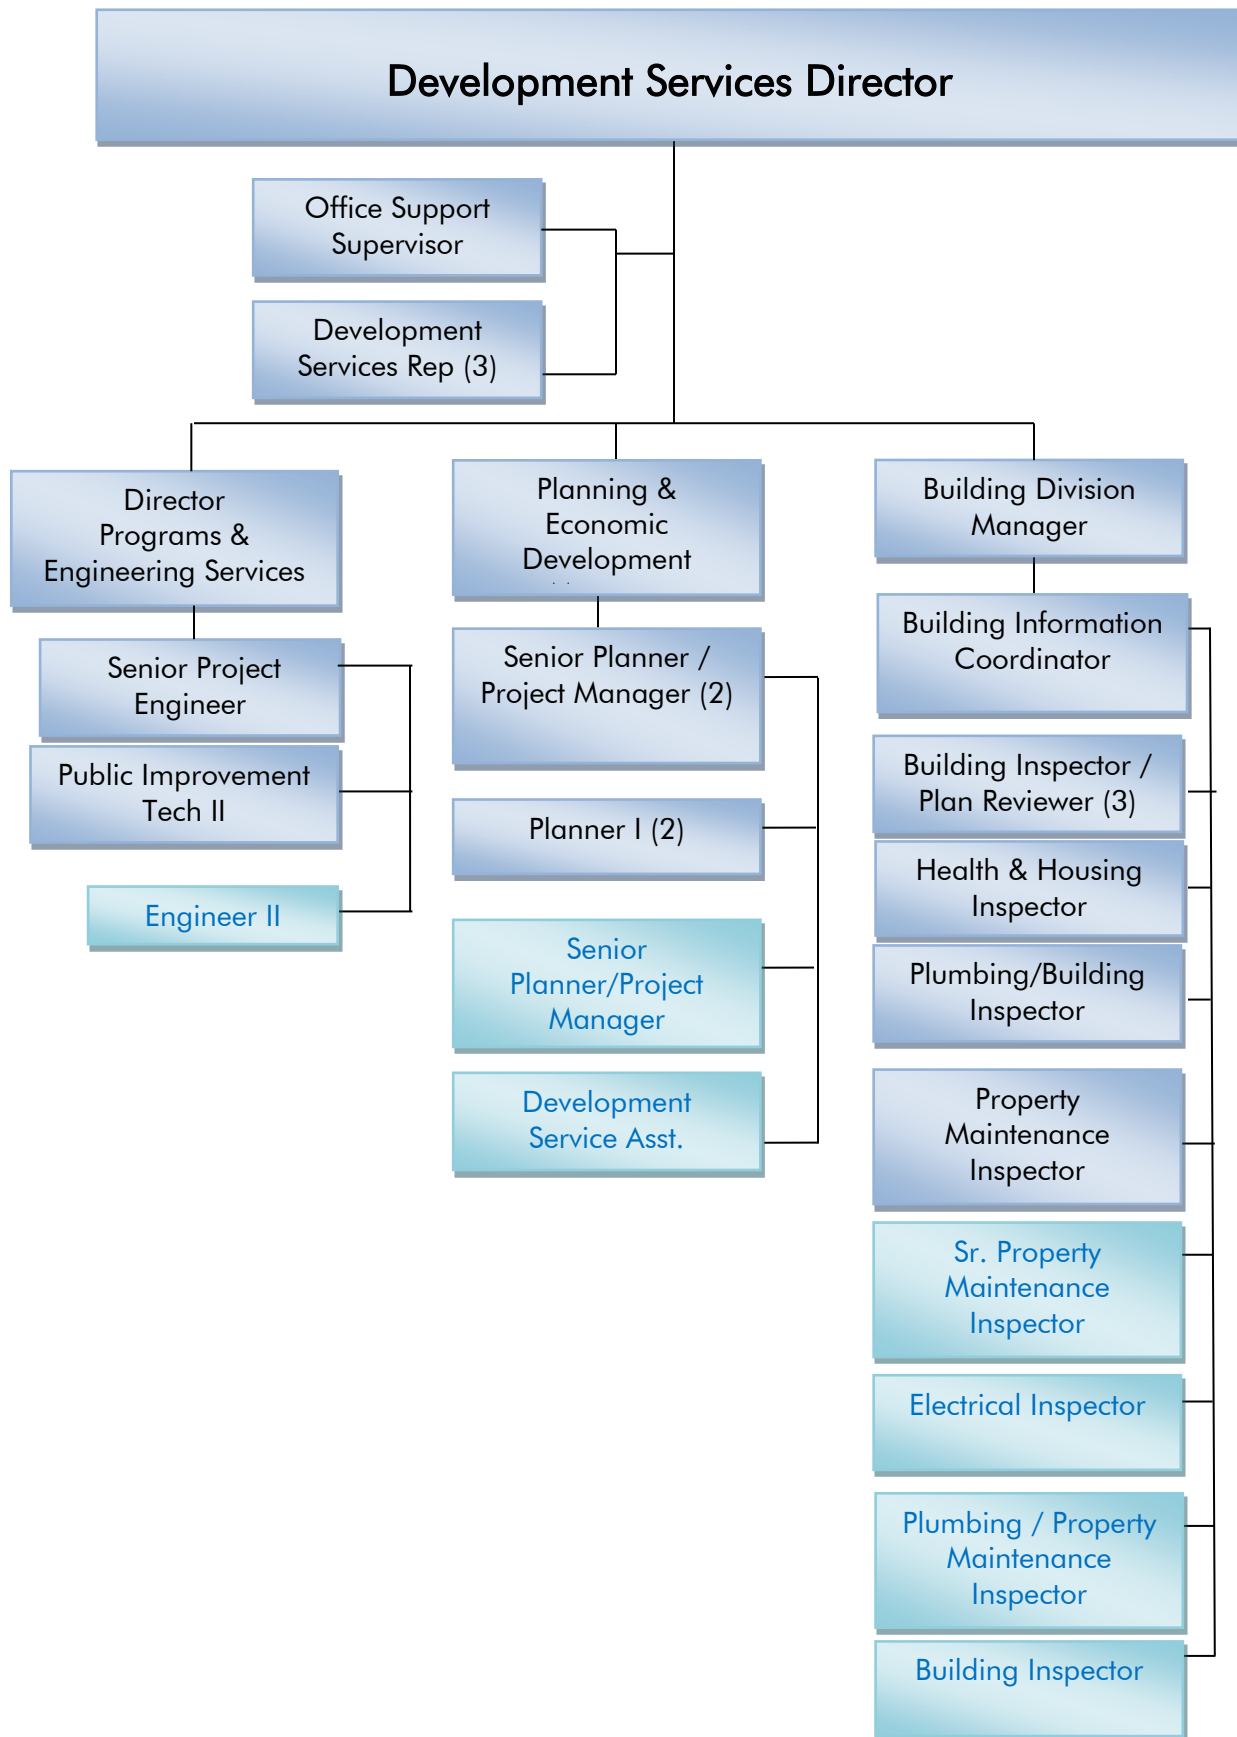 Development Services Director
Office Support
Supervisor
Development
Services Rep (3)
Director
Programs &
Engineering Services
Senior Project
Engineer
Public Improvement
Tech II
Engineer II
Planning &
Economic
Development
Senior Planner /
Project Manager (2)
Planner I (2)
Senior
Planner/Project
Manager
Development
Service Asst.
Building Division
Manager
Building Information
Coordinator
Building Inspector /
Plan Reviewer (3)
Health & Housing
Inspector
Plumbing/Building
Inspector
Property
Maintenance
Inspector
Sr. Property
Maintenance
Inspector
Electrical Inspector
Plumbing / Property
Maintenance
Inspector
Building Inspector